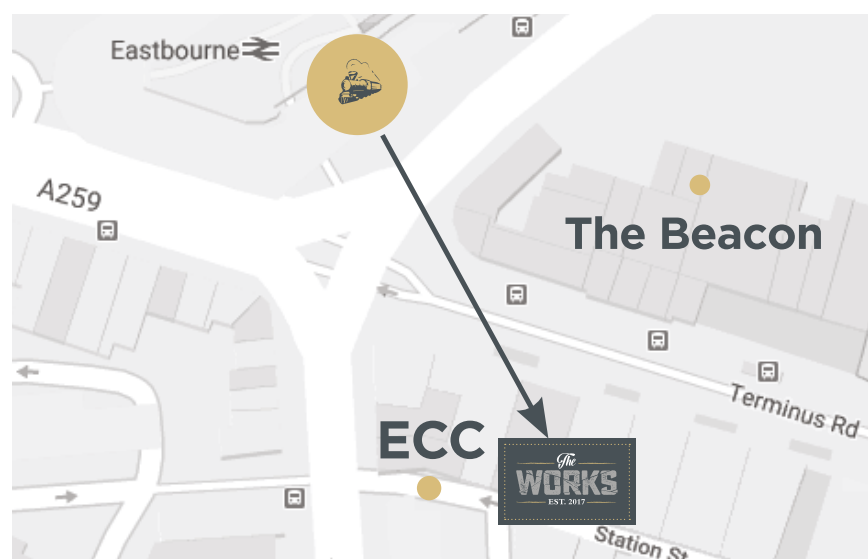 Eastbourne
A259
The Beacon
Terminus Rd
ECC
The
WORKS
EST. 2017
Station St